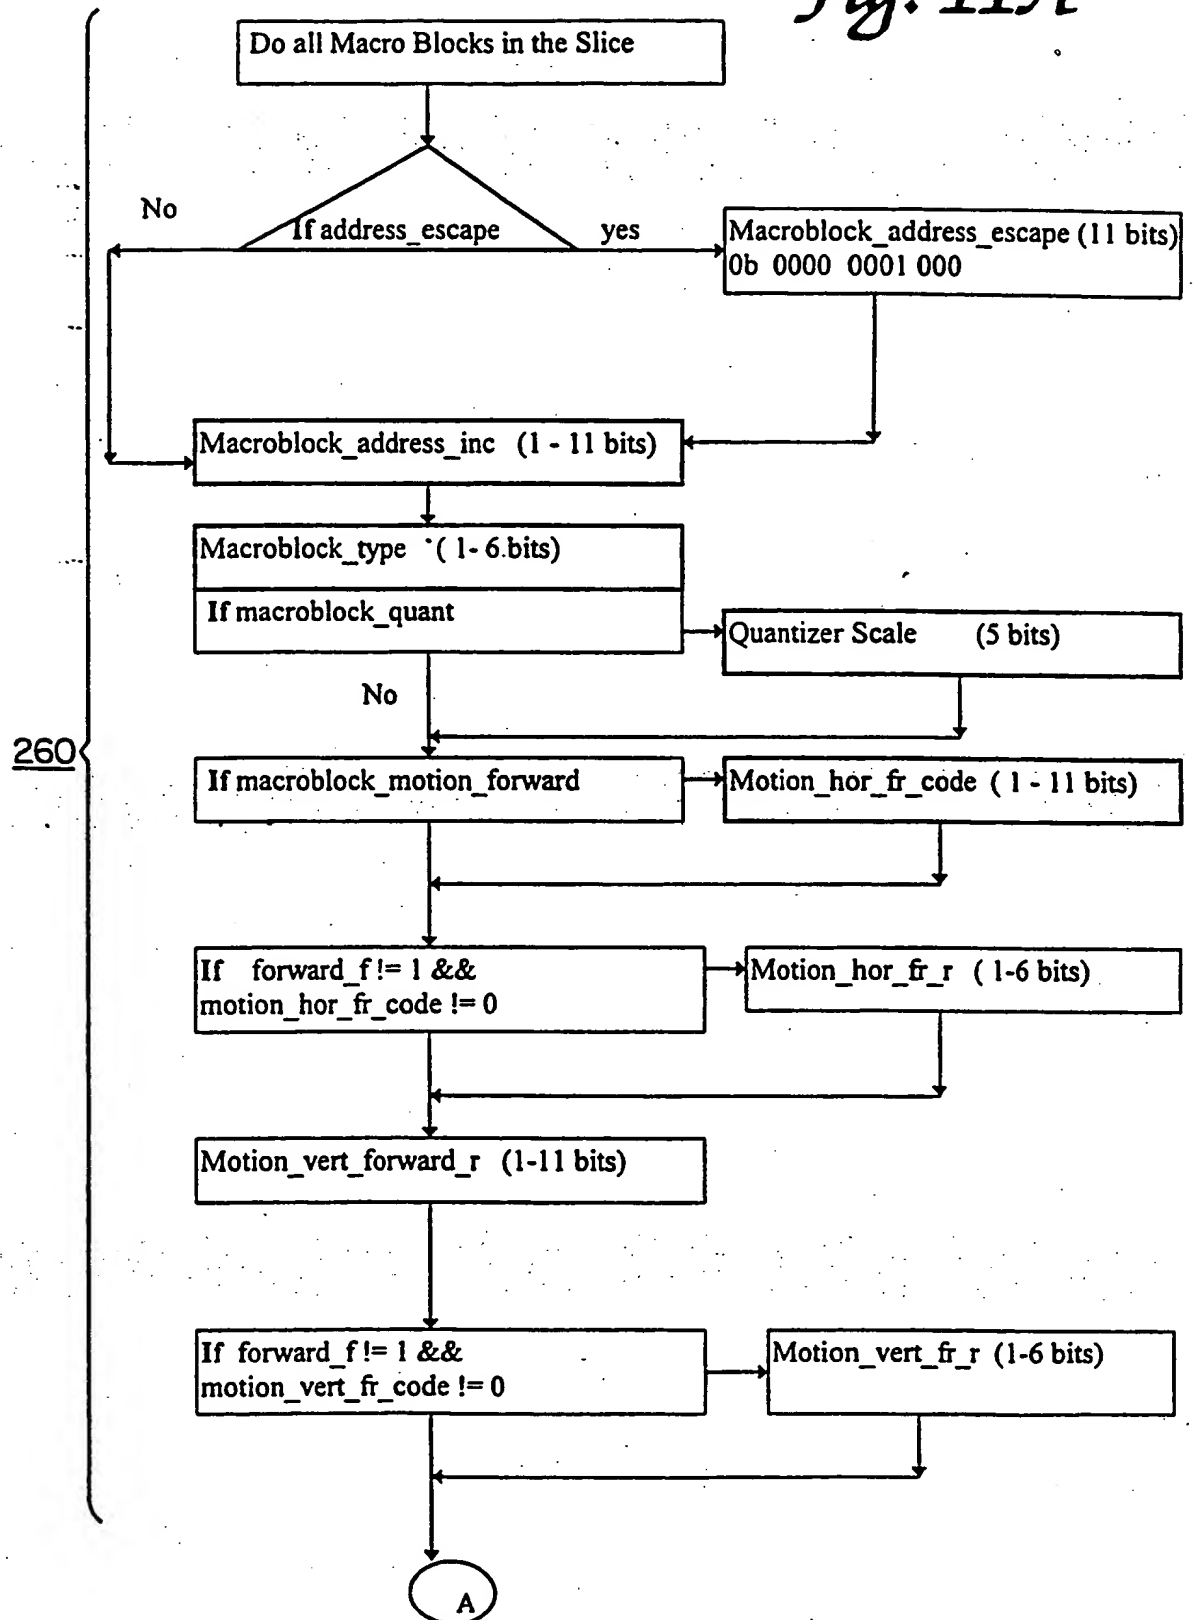 Fig. 11A
Do all Macro Blocks in the Slice
No
If address_escape
yes
Macroblock_address_escape (11 bits)
0b 0000 0001 000
Macroblock_address_inc (1 - 11 bits)
Macroblock_type ( 1- 6 bits)
If macroblock_quant
Quantizer Scale (5 bits)
No
260
If macroblock_motion_forward
Motion_hor_fr_code ( 1 - 11 bits)
If forward_f != 1 &&
motion_hor_fr_code != 0
Motion_hor_fr_r ( 1-6 bits)
Motion_vert_forward_r (1-11 bits)
If forward_f != 1 &&
motion_vert_fr_code != 0
Motion_vert_fr_r (1-6 bits)
A